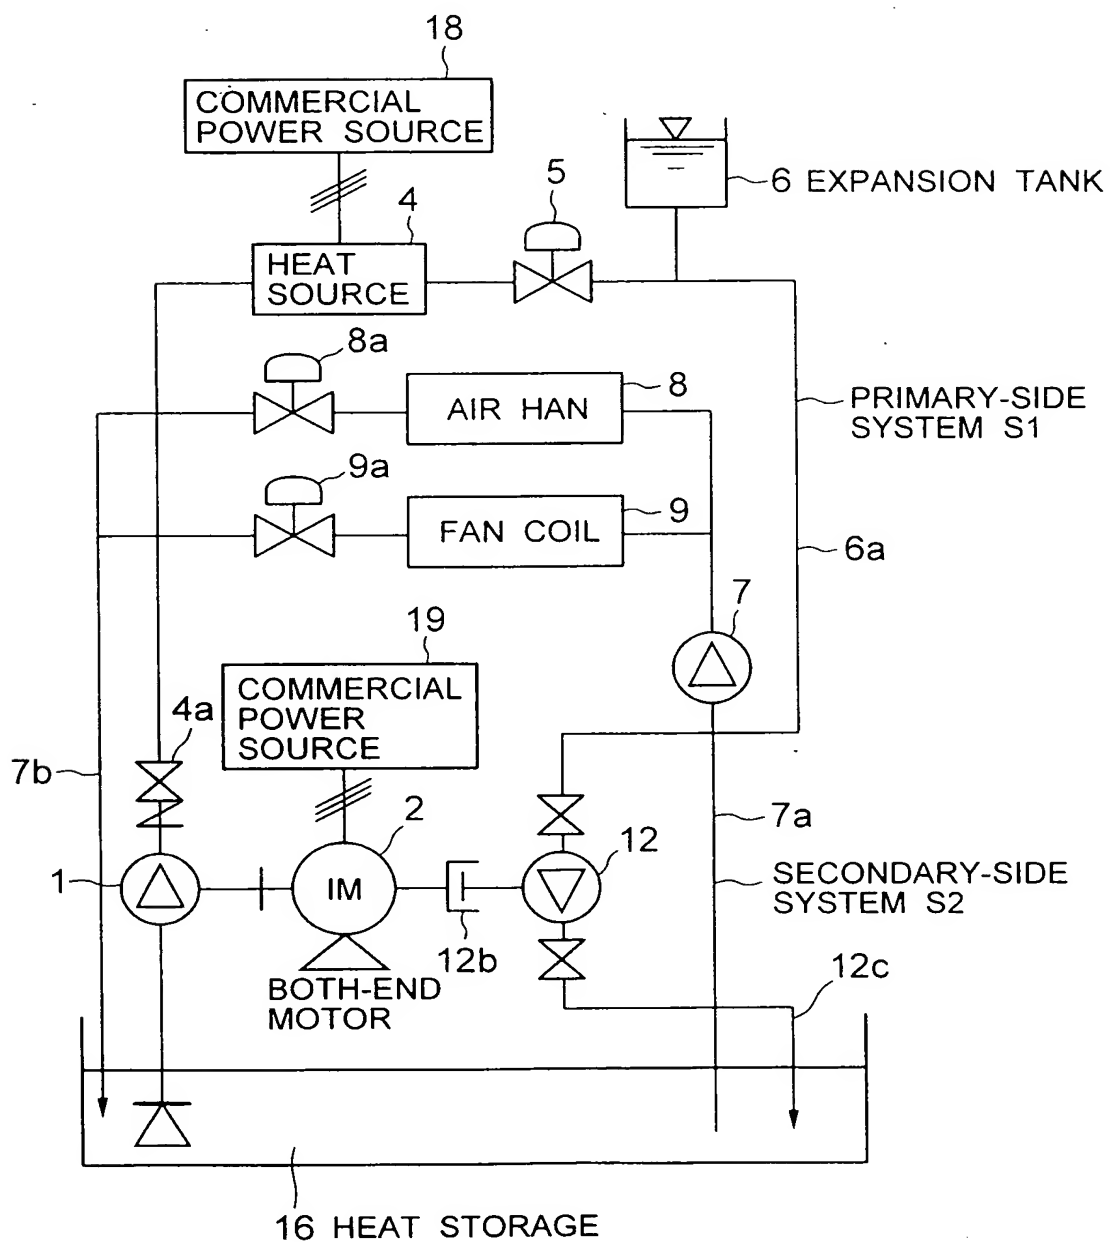 18
COMMERCIAL
POWER SOURCE
5
6 EXPANSION TANK
4
HEAT
SOURCE
8a
8
AIR HAN
PRIMARY-SIDE
SYSTEM S1
9a
9
FAN COIL
6a
7
19
COMMERCIAL
POWER
SOURCE
4a
7b
7a
2
12
1
IM
SECONDARY-SIDE
SYSTEM S2
12b
12c
BOTH-END
MOTOR
16 HEAT STORAGE